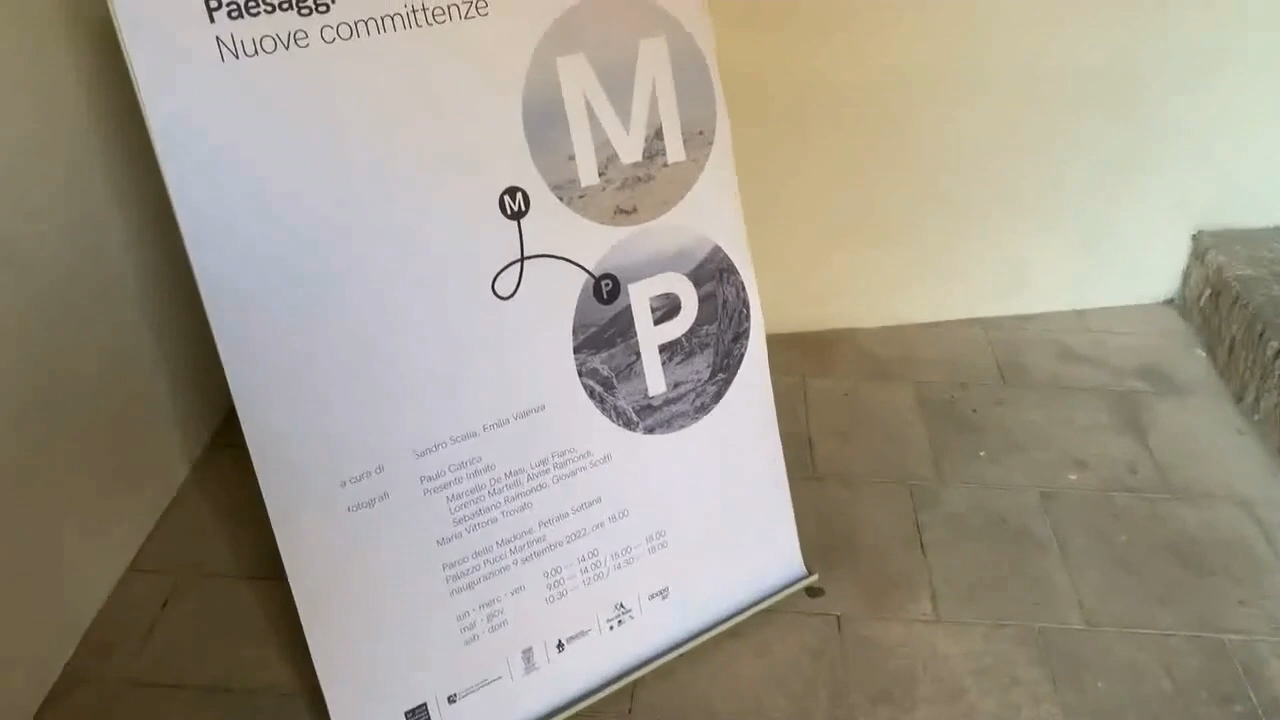 Paesaggi
Nuove committenze
M
M
P
P
a cura di Sandro Scalia, Emilia Valenza
fotografi Paulo Catrica
Presente Infinito
Marcello De Masi, Luigi Fiano,
Lorenzo Martelli, Alvise Raimondi,
Sebastiano Raimondo, Giovanni Scotti
Maria Vittoria Trovato
Parco delle Madonie, Petralia Sottana
Palazzo Pucci Martinez
inaugurazione 9 settembre 2022, ore 18.00
lun - merc - ven 9.00 — 14.00
mar - giov 9.00 — 14.00 / 15.00 — 18.00
sab - dom 10.30 — 12.00 / 14.30 — 18.00